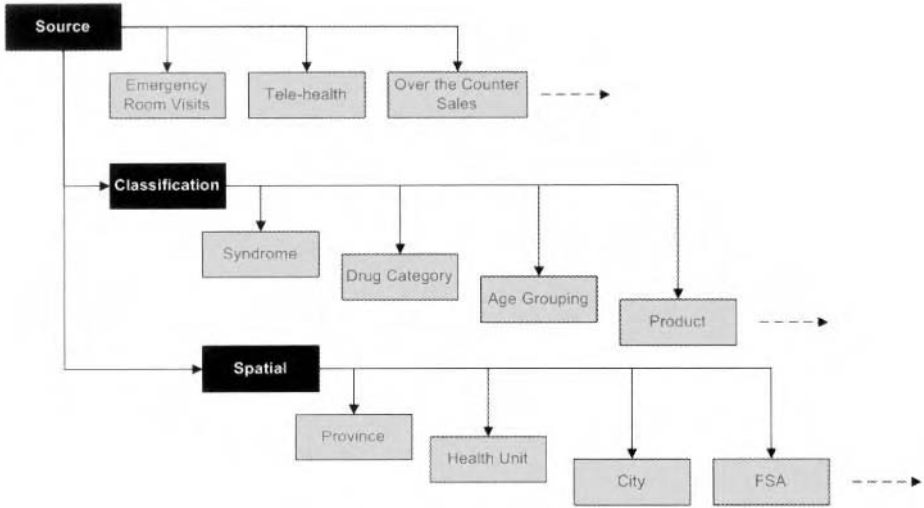 Source
Emergency
Room Visits
Tele-health
Over the Counter
Sales
Classification
Syndrome
Drug Category
Age Grouping
Product
Spatial
Province
Health Unit
City
FSA